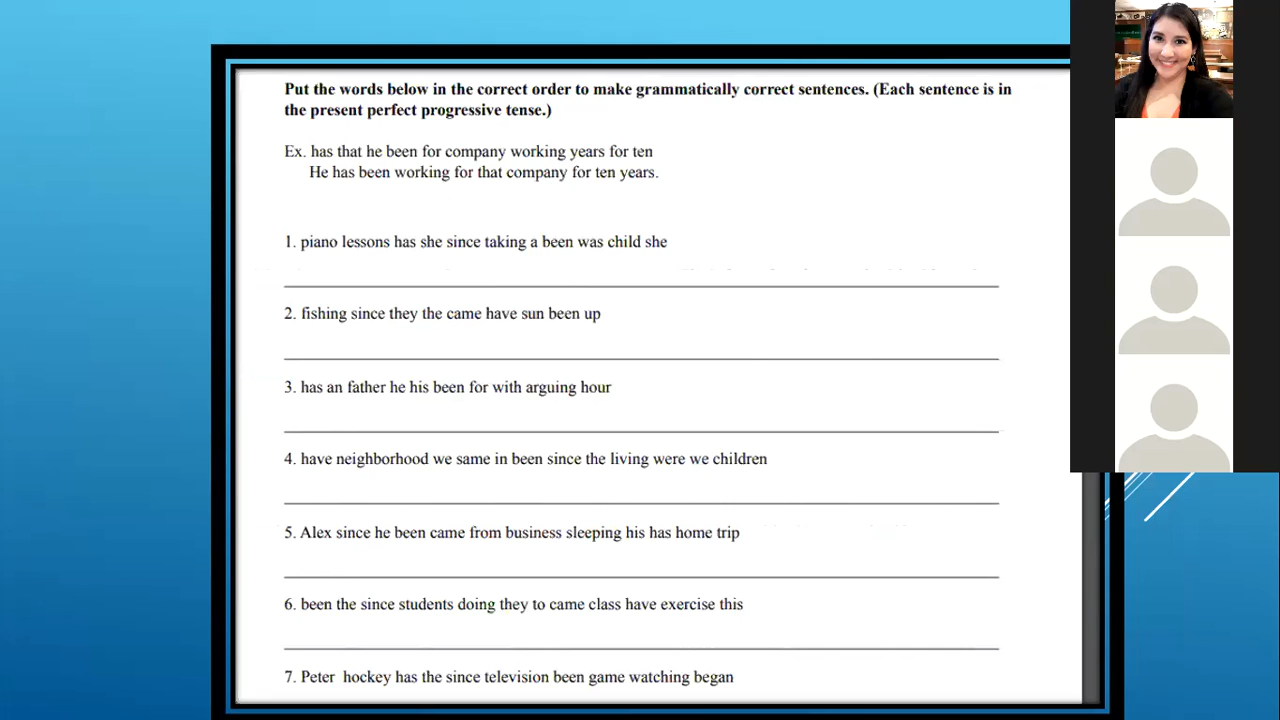 Put the words below in the correct order to make grammatically correct sentences. (Each sentence is in
the present perfect progressive tense.)
Ex. has that he been for company working years for ten
He has been working for that company for ten years.
1. piano lessons has she since taking a been was child she
2. fishing since they the came have sun been up
3. has an father he his been for with arguing hour
4. have neighborhood we same in been since the living were we children
5. Alex since he been came from business sleeping his has home trip
6. been the since students doing they to came class have exercise this
7. Peter  hockey has the since television been game watching began